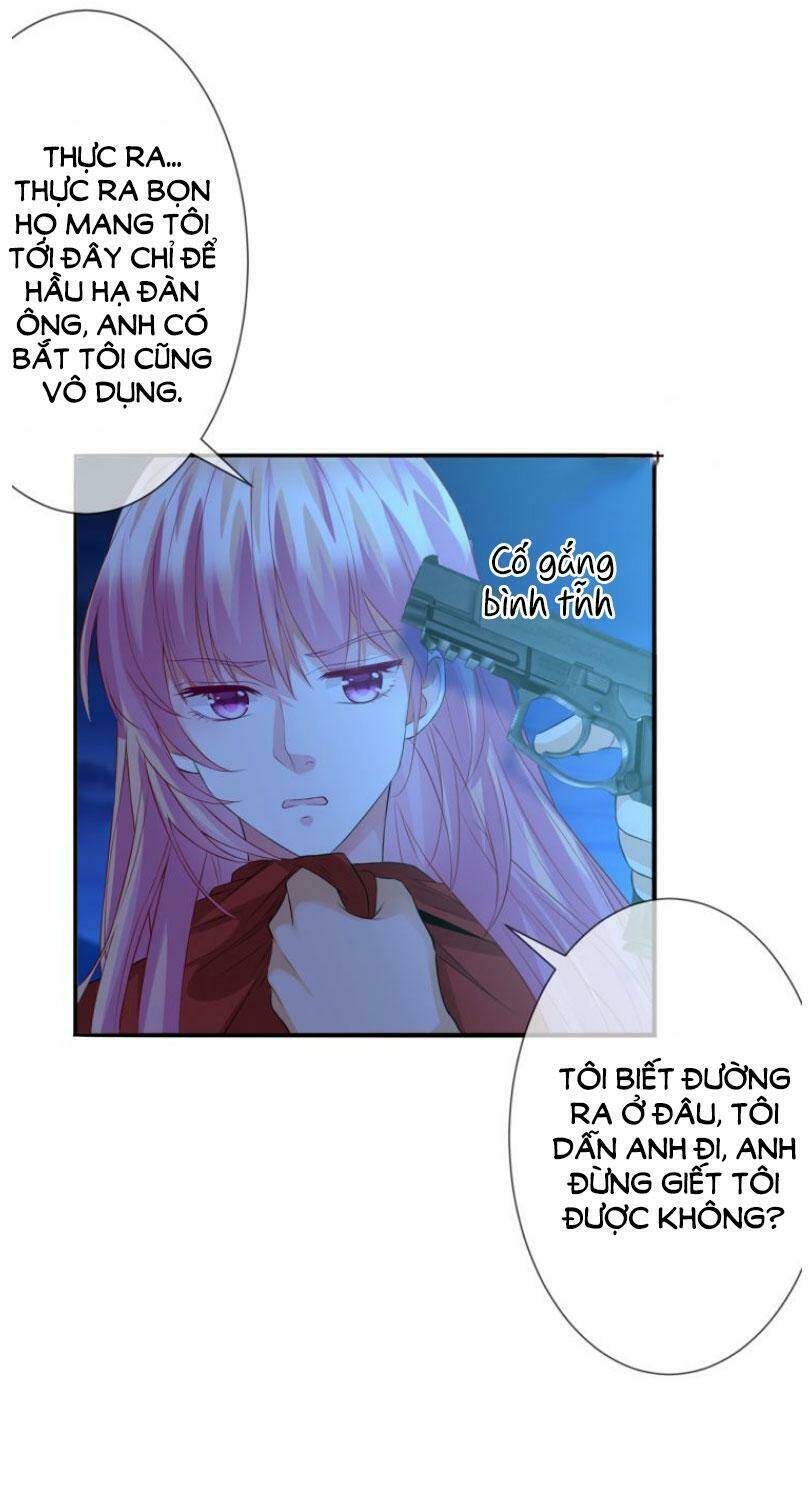 THỰC RA...
THỰC RA BỌN
HỌ MANG TÔI
TỚI ĐÂY CHỈ ĐỂ
HẦU HẠ ĐÀN
ÔNG, ANH CÓ
BẮT TÔI CŨNG
VÔ DỤNG.
Cố gắng
bình tĩnh
TÔI BIẾT ĐƯỜNG
RA Ở ĐÂU, TÔI
DẪN ANH ĐI, ANH
ĐỪNG GIẾT TÔI
ĐƯỢC KHÔNG?